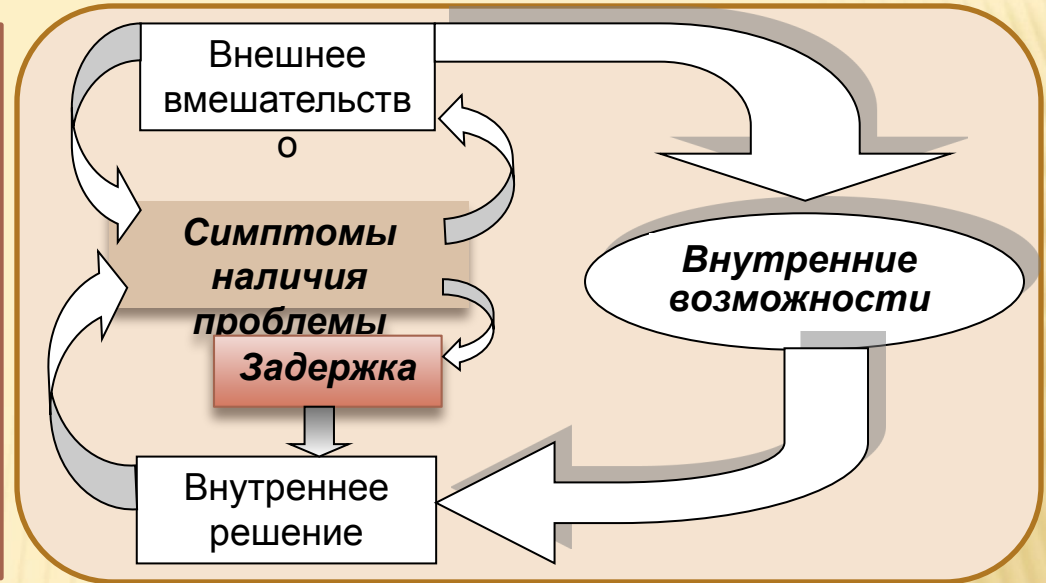 Внешнее
вмешательств
о
Симптомы
наличия
проблемы
Внутренние
возможности
Задержка
Внутреннее
решение